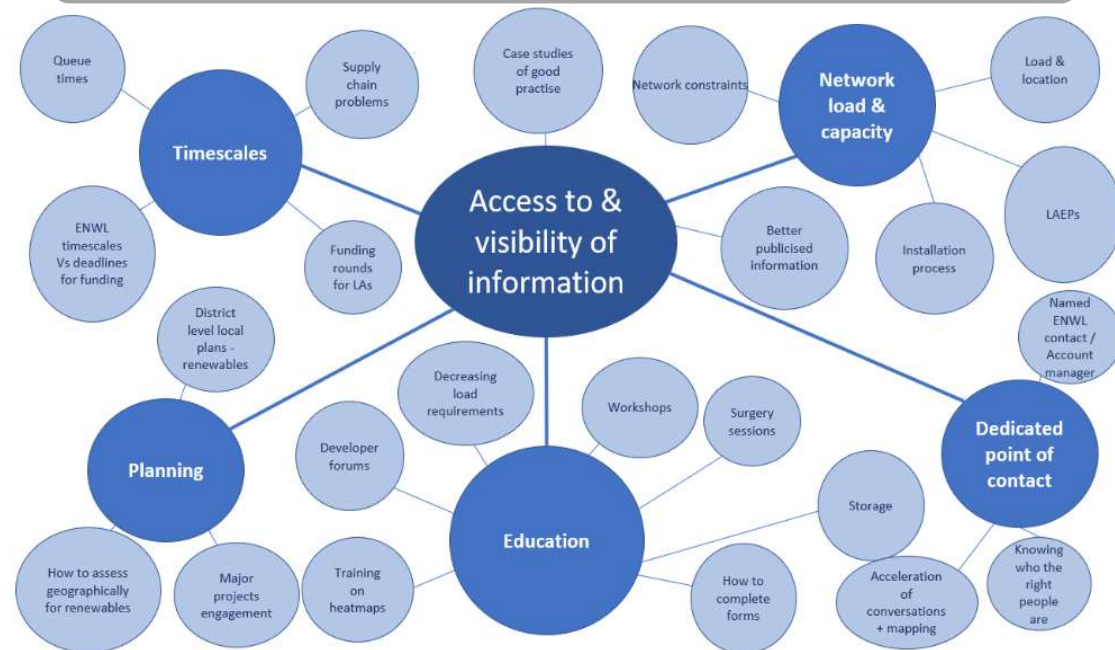 Queue
times
Supply
chain
problems
Case studies
of good
practise
Network constraints
Network
load &
capacity
Load &
location
Timescales
Access to &
visibility of
information
LAEPs
ENWL
timescales
Vs deadlines
for funding
Funding
rounds
for LAs
Better
publicised
information
Installation
process
District
level local
plans -
renewables
Named
ENWL
contact /
Account
manager
Decreasing
load
requirements
Workshops
Surgery
sessions
Developer
forums
Planning
Dedicated
point of
contact
Education
Storage
How to assess
geographically
for renewables
Major
projects
engagement
Training
on
heatmaps
How to
complete
forms
Acceleration
of
conversations
+ mapping
Knowing
who the
right
people
are